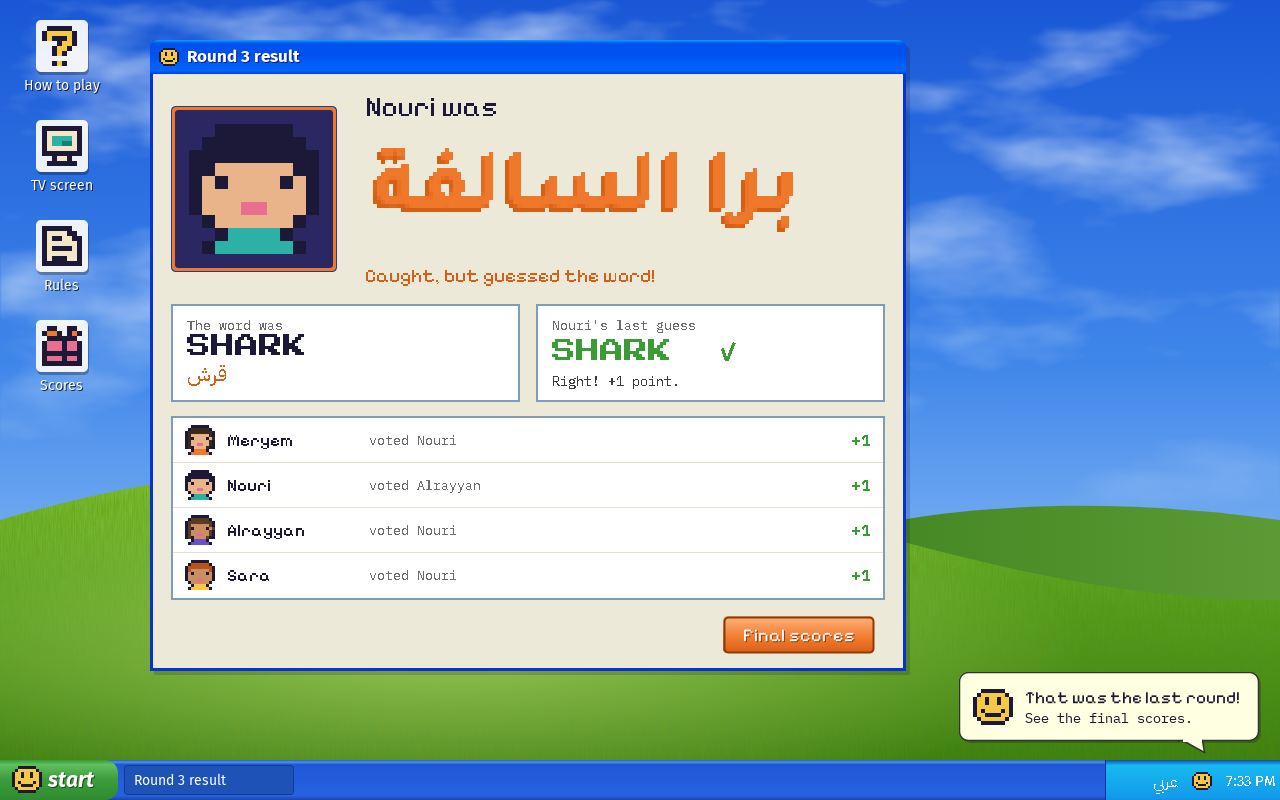 How to play
TV screen
Rules
Scores
Round 3 result
Nouri was
برا السالفة
Caught, but guessed the word!
The word was
SHARK
قرش
Nouri's last guess
SHARK ✓
Right! +1 point.
Meryem voted Nouri +1
Nouri voted Alrayyan +1
Alrayyan voted Nouri +1
Sara voted Nouri +1
Final scores
That was the last round!
See the final scores.
start
Round 3 result
عربي
7:33 PM